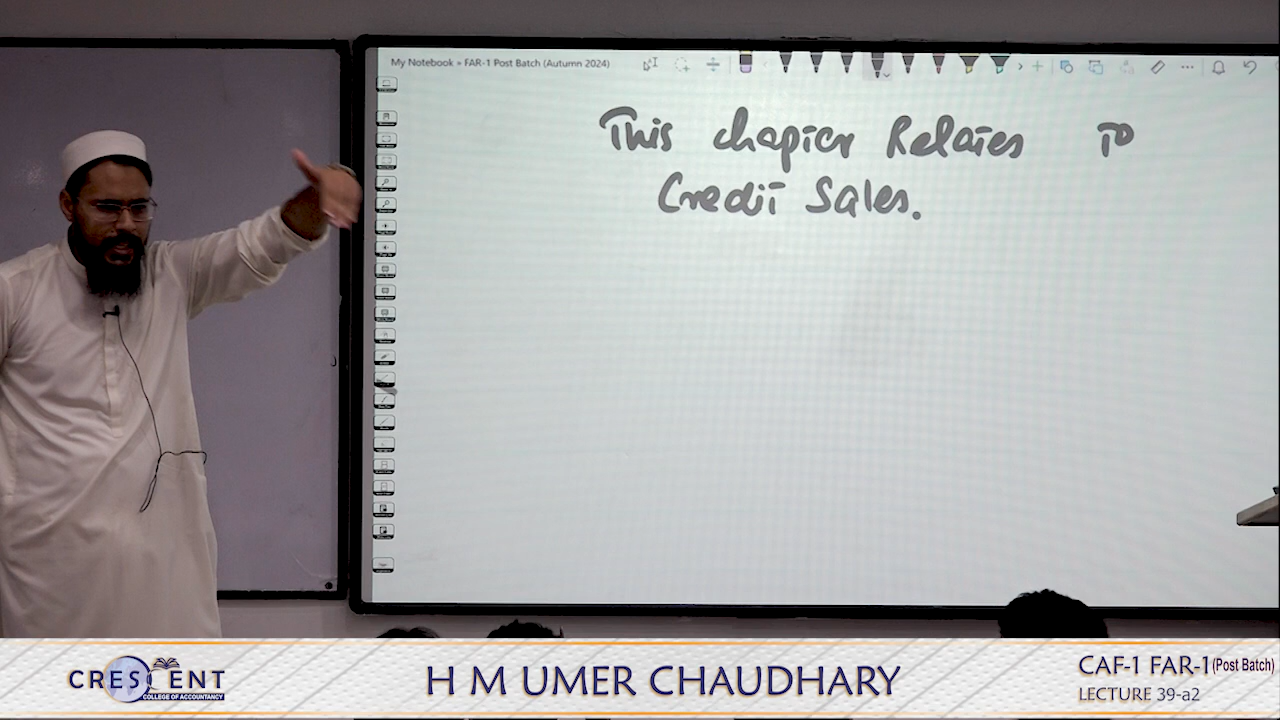 My Notebook » FAR-1 Post Batch (Autumn 2024)
This chapter Relates to
Credit Sales.
CRESCENT
COLLEGE OF ACCOUNTANCY
H M UMER CHAUDHARY
CAF-1 FAR-1 (Post Batch)
LECTURE 39-a2